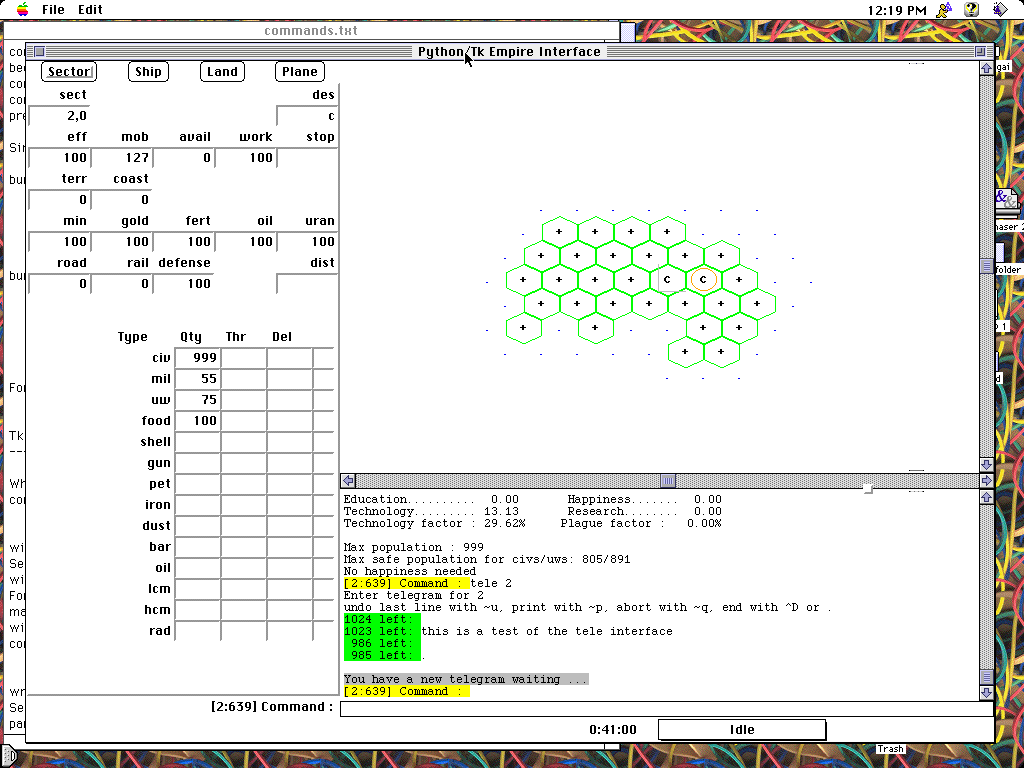 File Edit 12:19 PM
commands.txt
Python/Tk Empire Interface
Sector Ship Land Plane
sect des
2,0 c
eff mob avail work stop
100 127 0 100
terr coast
0 0
min gold fert oil uran
100 100 100 100 100
road rail defense dist
0 0 100
Type Qty Thr Del
civ 999
mil 55
uw 75
food 100
shell
gun
pet
iron
dust
bar
oil
lcm
hcm
rad
+ + + +
+ + + + + +
+ + + + c c +
+ + + + + + +
+ + + +
+ +
Education.......... 0.00 Happiness....... 0.00
Technology......... 13.13 Research........ 0.00
Technology factor : 29.62% Plague factor : 0.00%
Max population : 999
Max safe population for civs/uws: 805/891
No happiness needed
[2:639] Command : tele 2
Enter telegram for 2
undo last line with ~u, print with ~p, abort with ~q, end with ^D or .
1024 left:
1023 left: this is a test of the tele interface
986 left:
985 left: .
You have a new telegram waiting ...
[2:639] Command :
[2:639] Command :
0:41:00 Idle
Trash